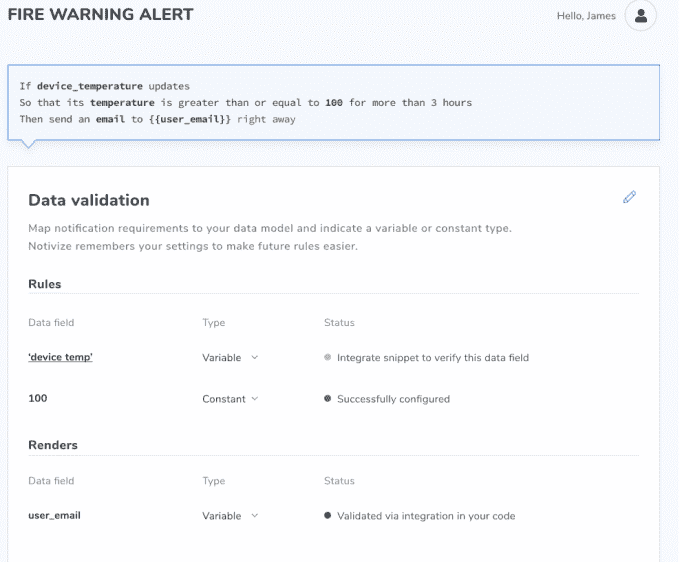 FIRE WARNING ALERT
Hello, James
If device_temperature updates
So that its temperature is greater than or equal to 100 for more than 3 hours
Then send an email to {{user_email}} right away
Data validation
Map notification requirements to your data model and indicate a variable or constant type.
Notivize remembers your settings to make future rules easier.
Rules
Data field Type Status
'device temp' Variable Integrate snippet to verify this data field
100 Constant Successfully configured
Renders
Data field Type Status
user_email Variable Validated via integration in your code